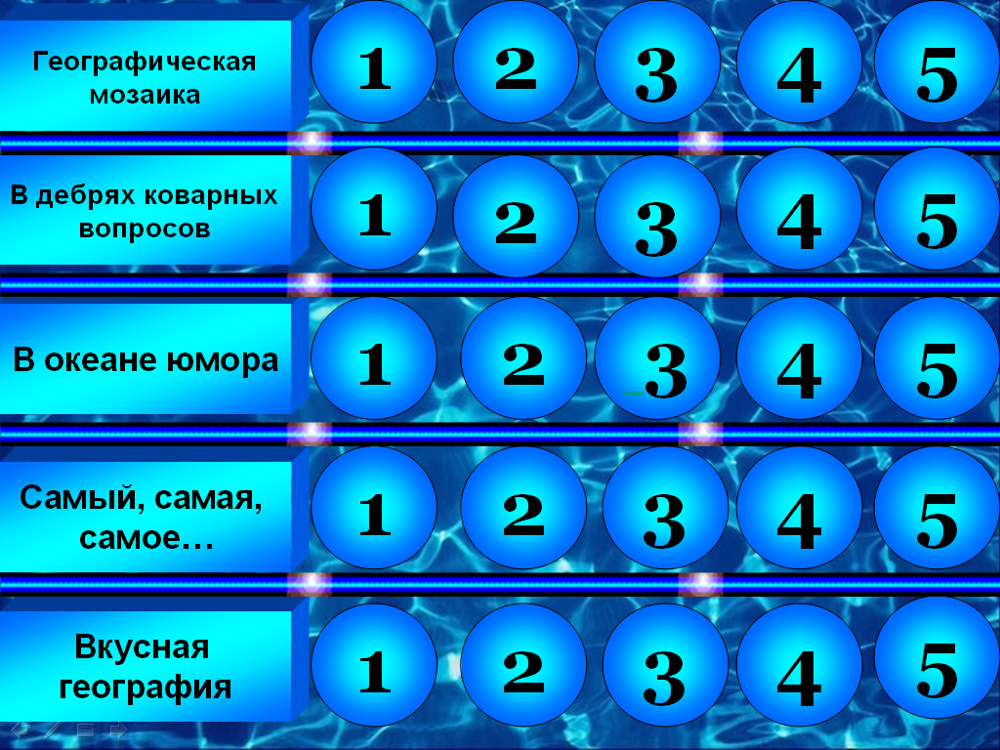 Географическая
мозаика
1 2 3 4 5
В дебрях коварных
вопросов
1 2 3 4 5
В океане юмора
1 2 _3 4 5
Самый, самая,
самое…
1 2 3 4 5
Вкусная
география
1 2 3 4 5